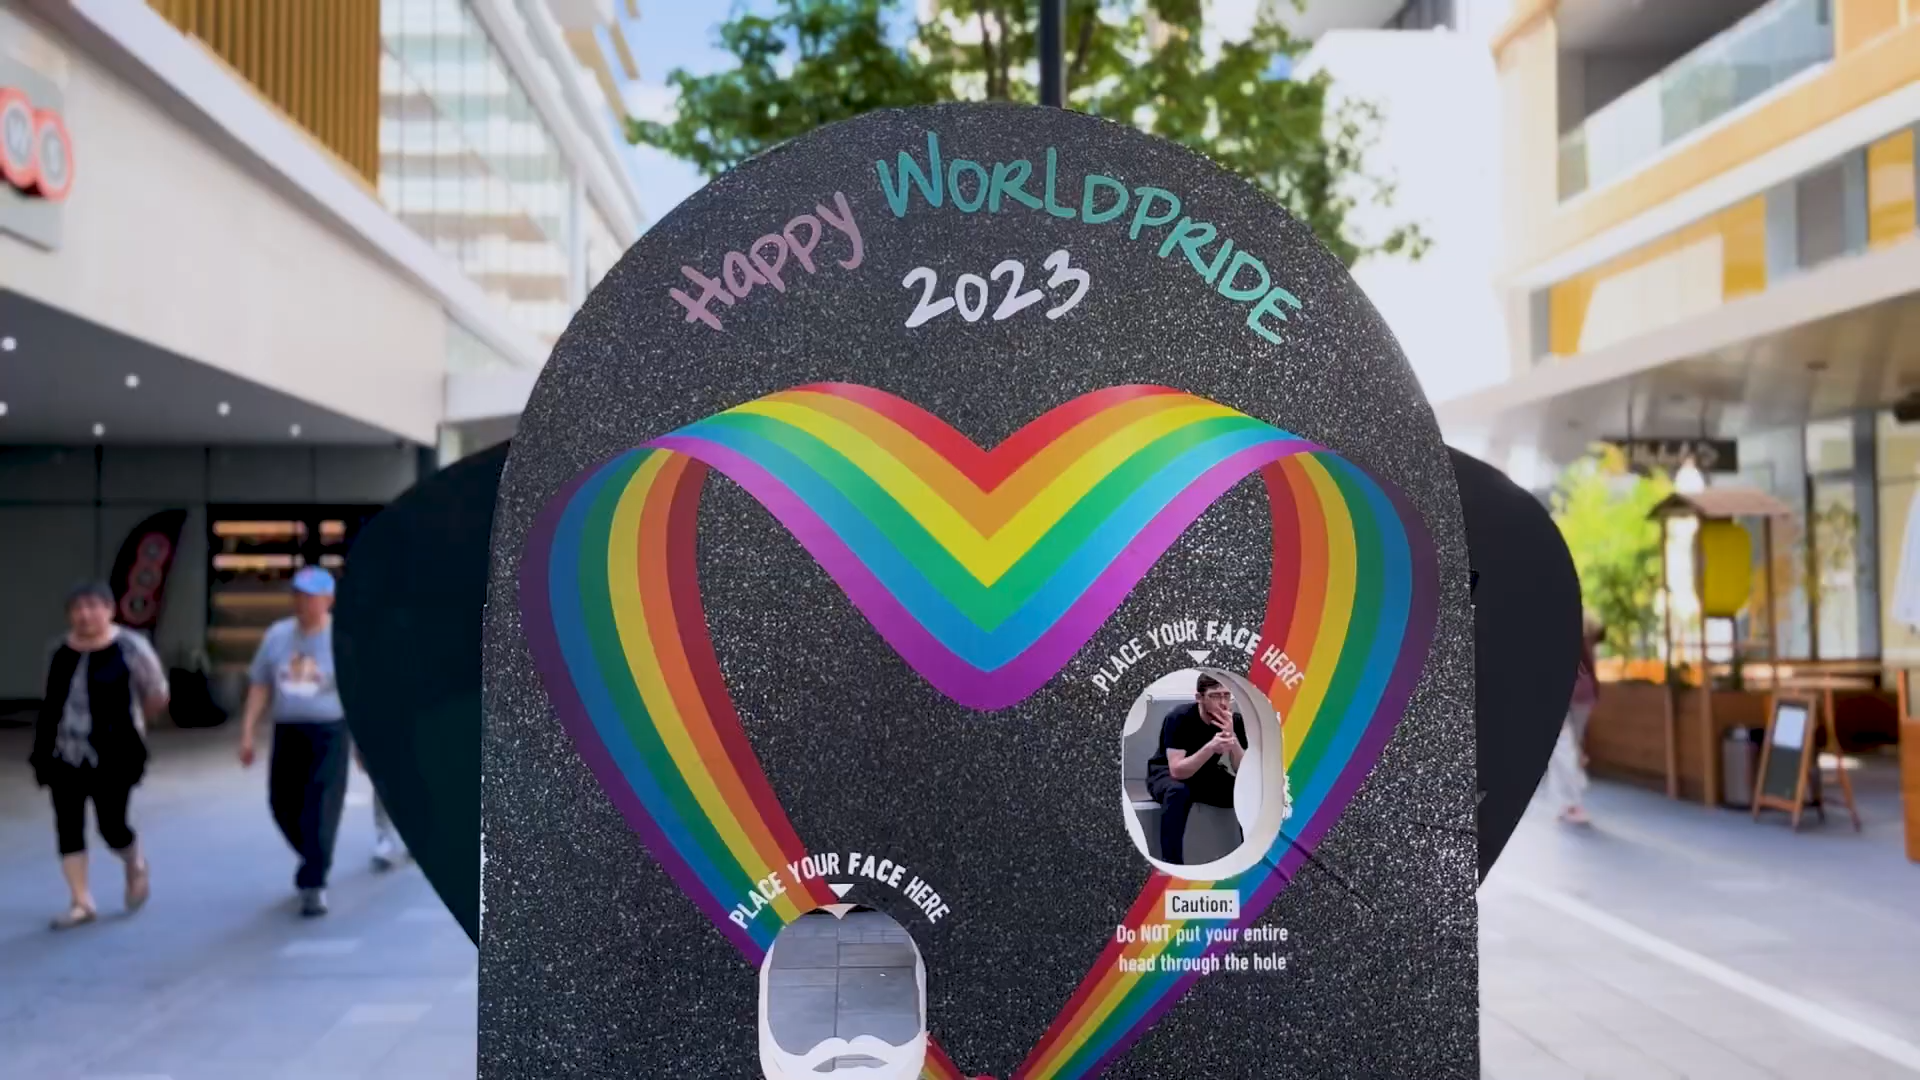 Happy WORLDPRIDE
2023
PLACE YOUR FACE HERE
PLACE YOUR FACE HERE
Caution:
Do NOT put your entire
head through the hole